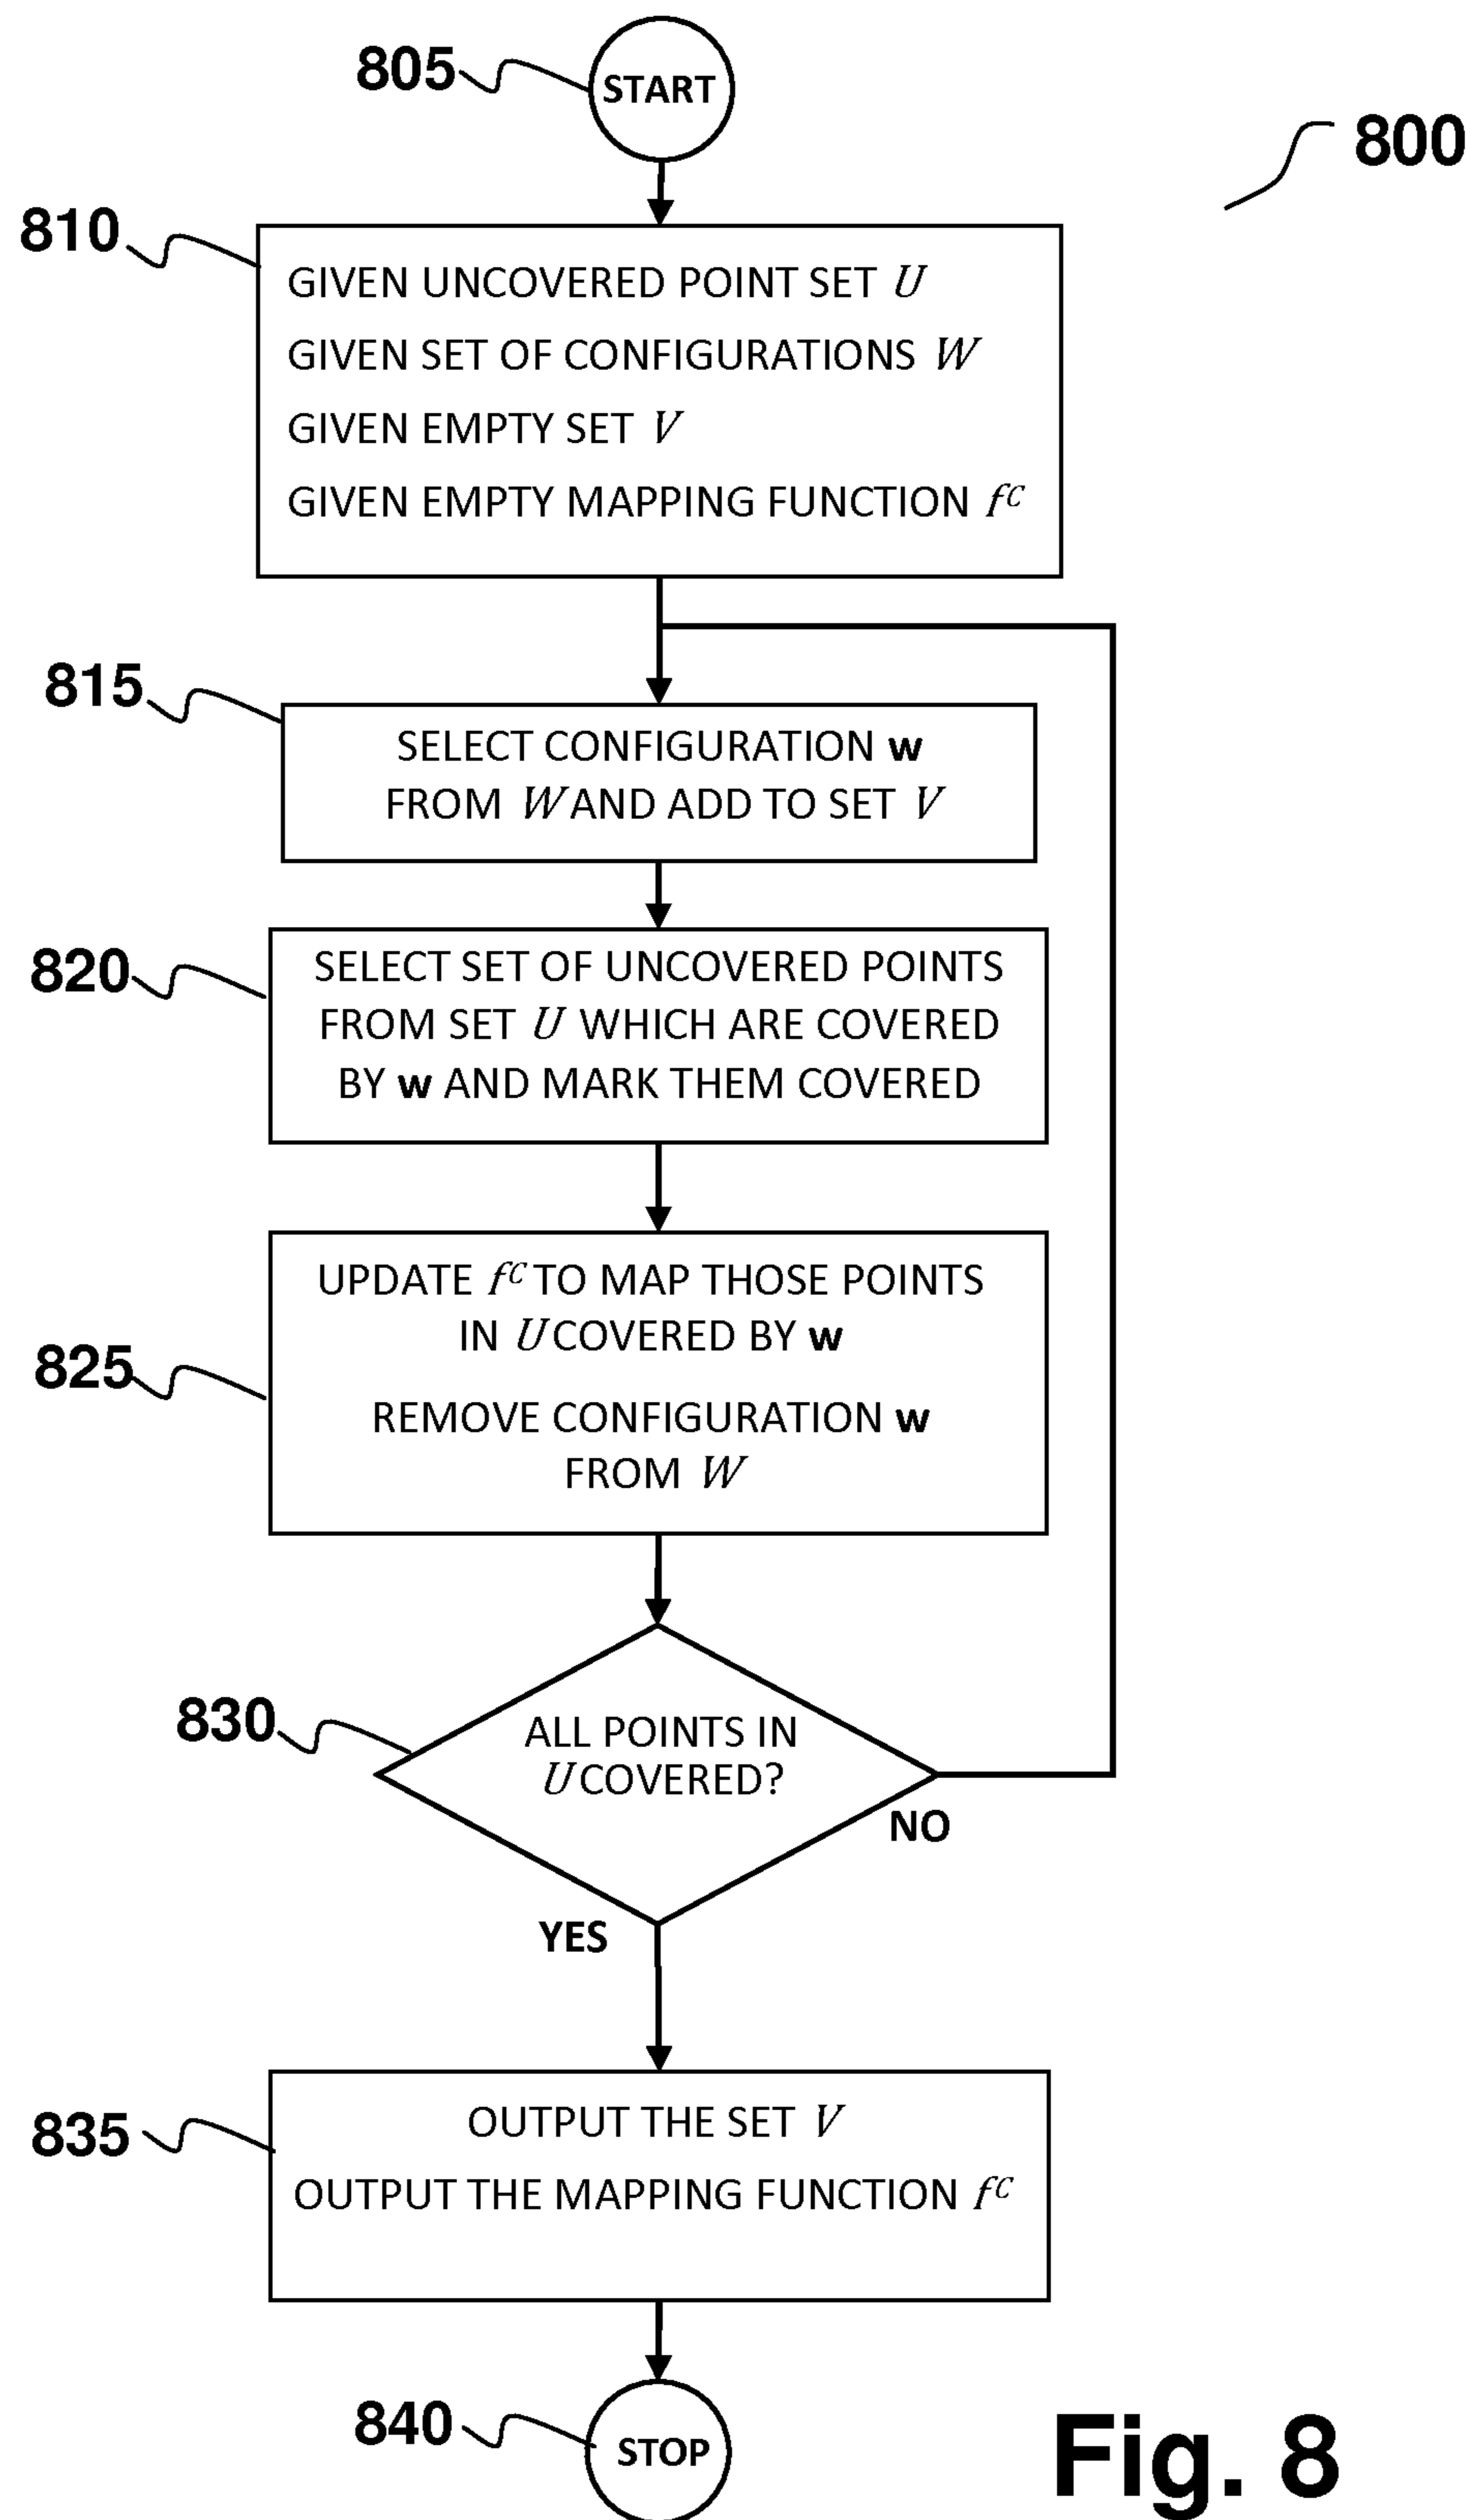 805
START
800
810
GIVEN UNCOVERED POINT SET U
GIVEN SET OF CONFIGURATIONS W
GIVEN EMPTY SET V
GIVEN EMPTY MAPPING FUNCTION f^C
815
SELECT CONFIGURATION w
FROM W AND ADD TO SET V
820
SELECT SET OF UNCOVERED POINTS
FROM SET U WHICH ARE COVERED
BY w AND MARK THEM COVERED
825
UPDATE f^C TO MAP THOSE POINTS
IN U COVERED BY w
REMOVE CONFIGURATION w
FROM W
830
ALL POINTS IN
U COVERED?
NO
YES
835
OUTPUT THE SET V
OUTPUT THE MAPPING FUNCTION f^C
840
STOP
Fig. 8